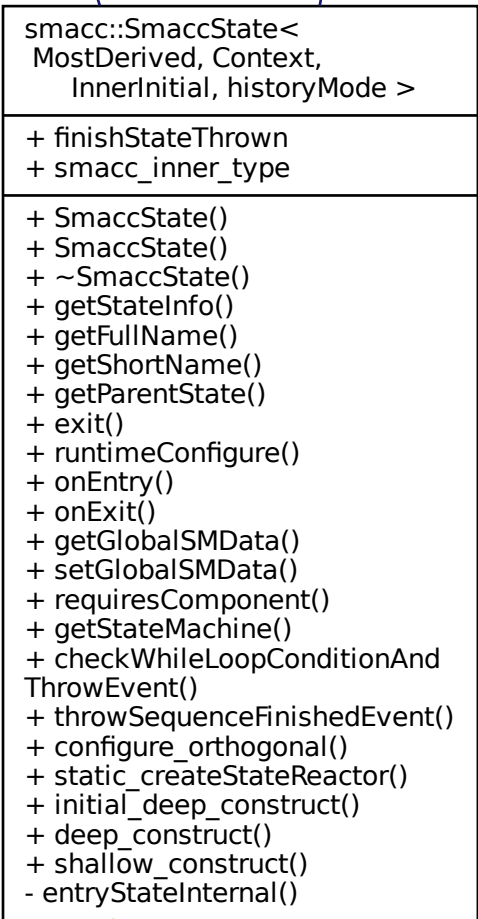 smacc::SmaccState<
MostDerived, Context,
InnerInitial, historyMode >
+ finishStateThrown
+ smacc_inner_type
+ SmaccState()
+ SmaccState()
+ ~SmaccState()
+ getStateInfo()
+ getFullName()
+ getShortName()
+ getParentState()
+ exit()
+ runtimeConfigure()
+ onEntry()
+ onExit()
+ getGlobalSMData()
+ setGlobalSMData()
+ requiresComponent()
+ getStateMachine()
+ checkWhileLoopConditionAnd
ThrowEvent()
+ throwSequenceFinishedEvent()
+ configure_orthogonal()
+ static_createStateReactor()
+ initial_deep_construct()
+ deep_construct()
+ shallow_construct()
- entryStateInternal()